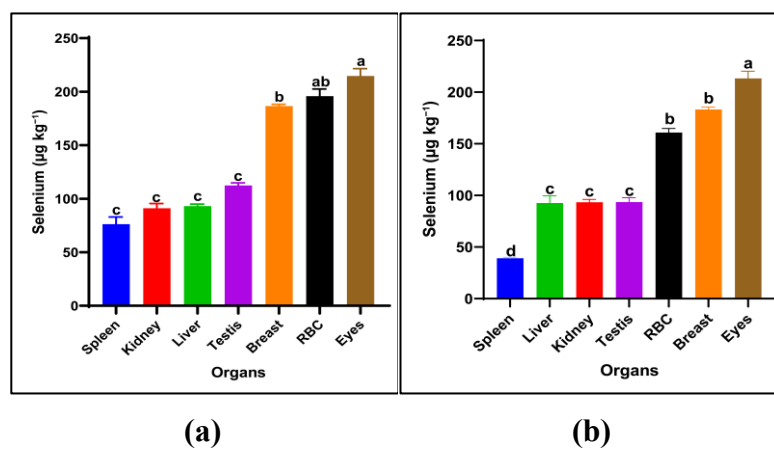 250
200
150
100
50
0
Selenium (µg kg⁻¹)
c
c
c
c
b
ab
a
Spleen
Kidney
Liver
Testis
Breast
RBC
Eyes
Organs
(a)
250
200
150
100
50
0
Selenium (µg kg⁻¹)
d
c
c
c
b
b
a
Spleen
Liver
Kidney
Testis
RBC
Breast
Eyes
Organs
(b)